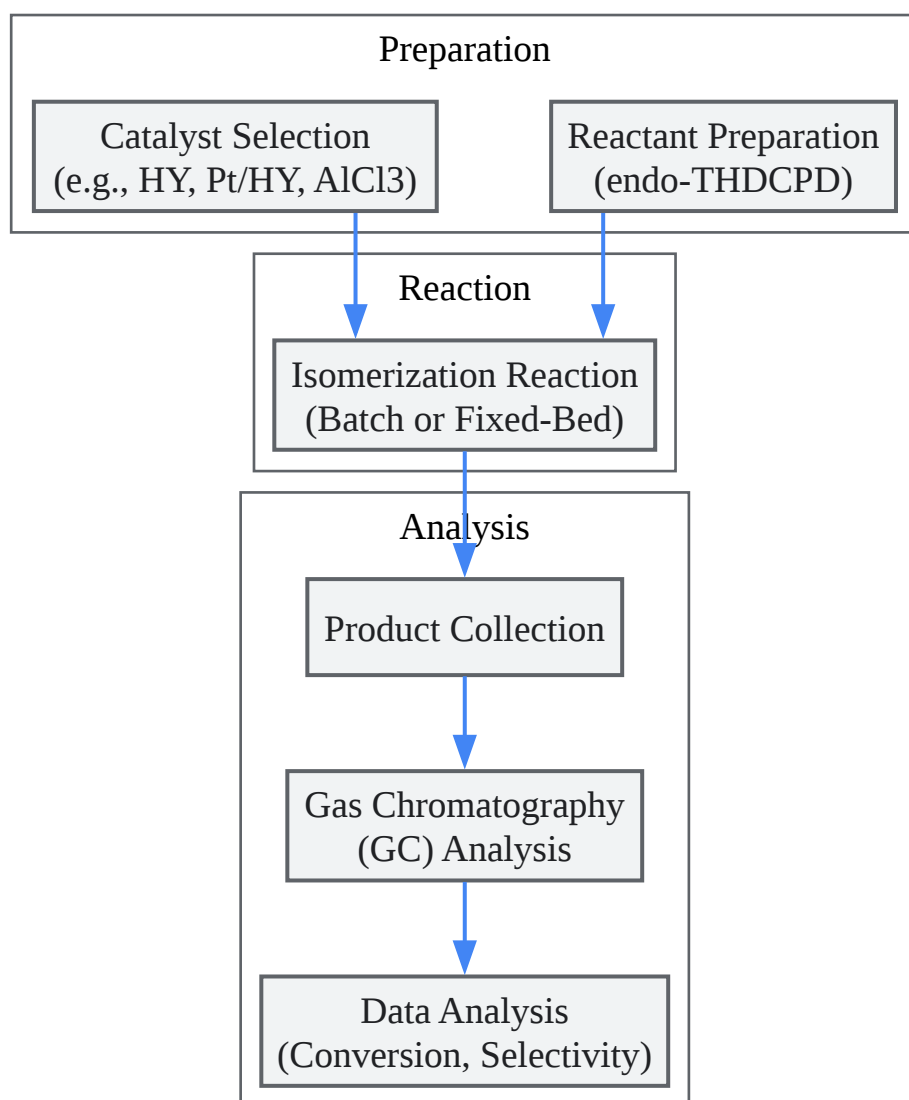 Preparation
Catalyst Selection
(e.g., HY, Pt/HY, AlCl3)
Reactant Preparation
(endo-THDCPD)
Reaction
Isomerization Reaction
(Batch or Fixed-Bed)
Analysis
Product Collection
Gas Chromatography
(GC) Analysis
Data Analysis
(Conversion, Selectivity)